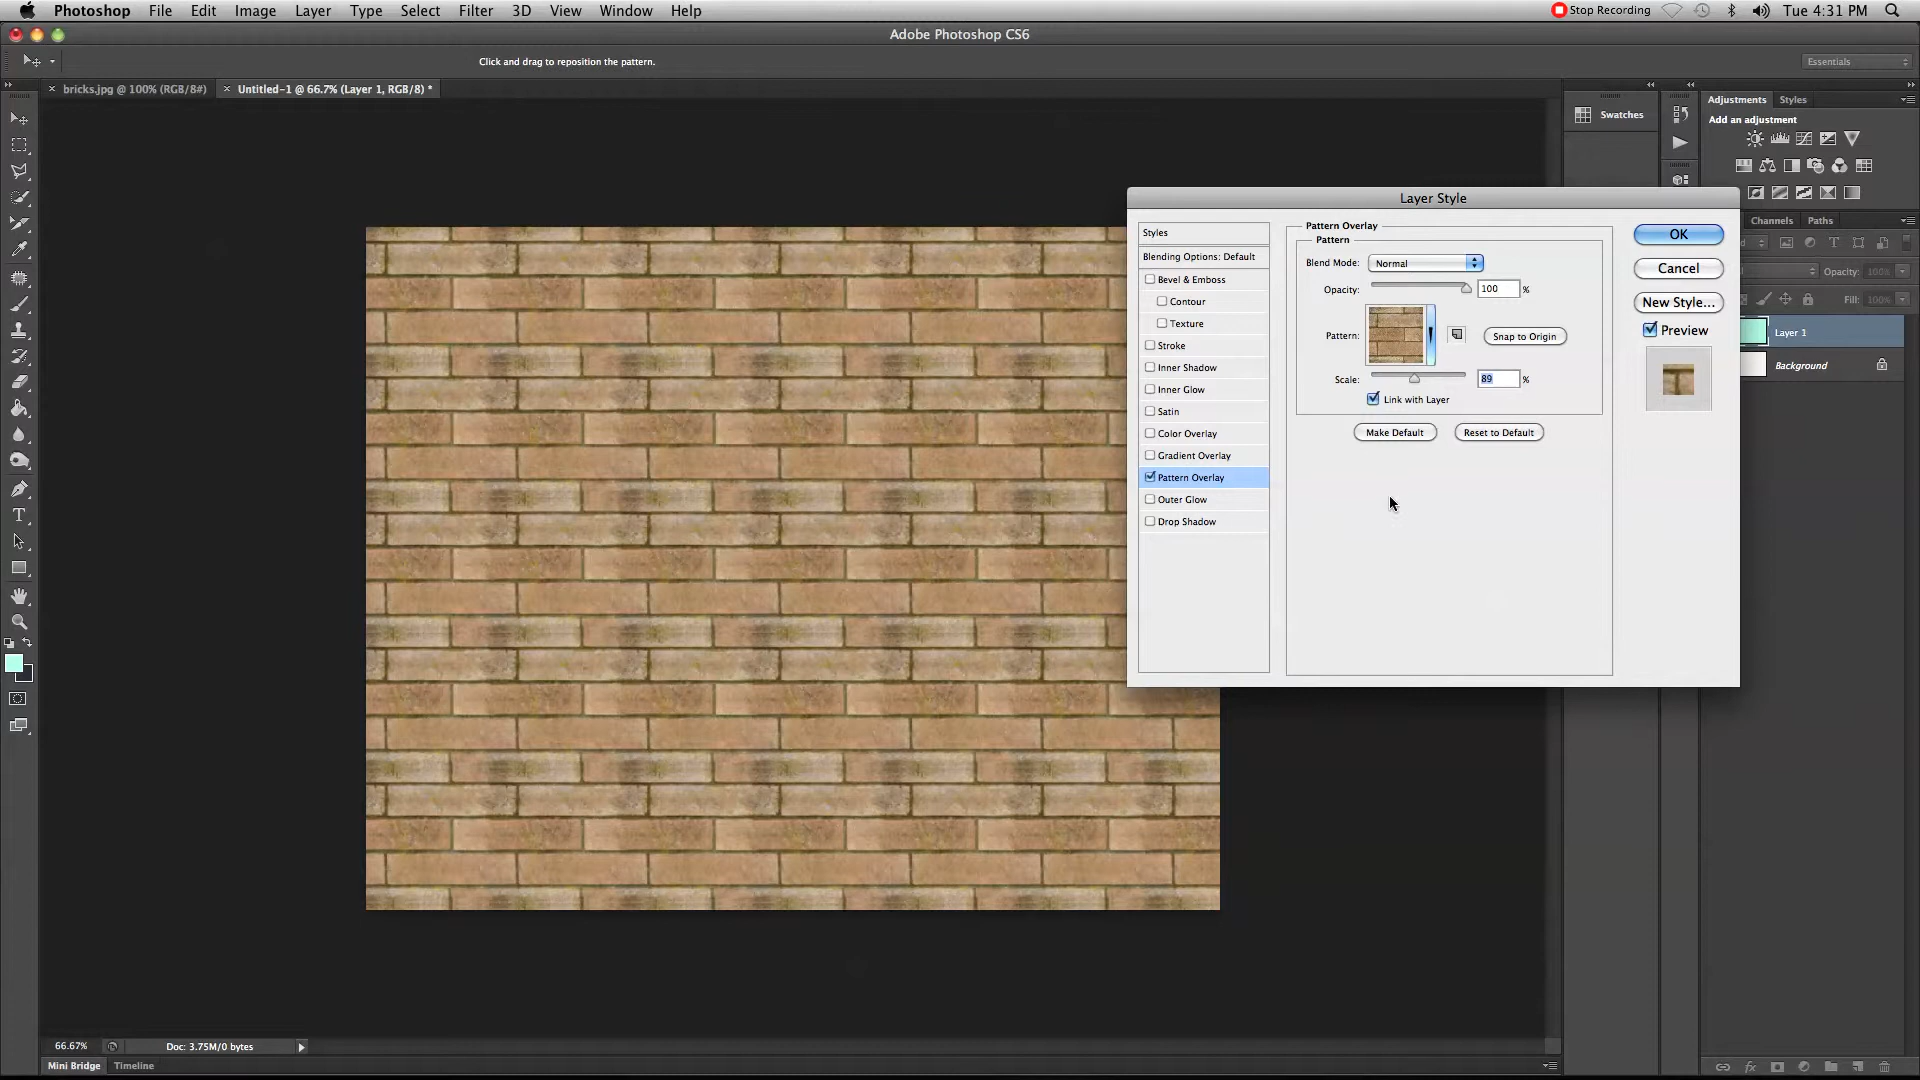 Photoshop File Edit Image Layer Type Select Filter 3D View Window Help Stop Recording Tue 4:31 PM
Adobe Photoshop CS6
Click and drag to reposition the pattern. Essentials
bricks.jpg @ 100% (RGB/8#) Untitled-1 @ 66.7% (Layer 1, RGB/8) *
Adjustments Styles
Swatches
Add an adjustment
Layer Style
Channels Paths
Styles
Blending Options: Default
Bevel & Emboss
Contour
Texture
Stroke
Inner Shadow
Inner Glow
Satin
Color Overlay
Gradient Overlay
Pattern Overlay
Outer Glow
Drop Shadow
Pattern Overlay
Pattern
Blend Mode: Normal
Opacity: 100 %
Pattern: Snap to Origin
Scale: 89 %
Link with Layer
Make Default Reset to Default
OK
Cancel
New Style...
Preview
Opacity: 100%
Fill: 100%
Layer 1
Background
66.67% Doc: 3.75M/0 bytes
Mini Bridge Timeline